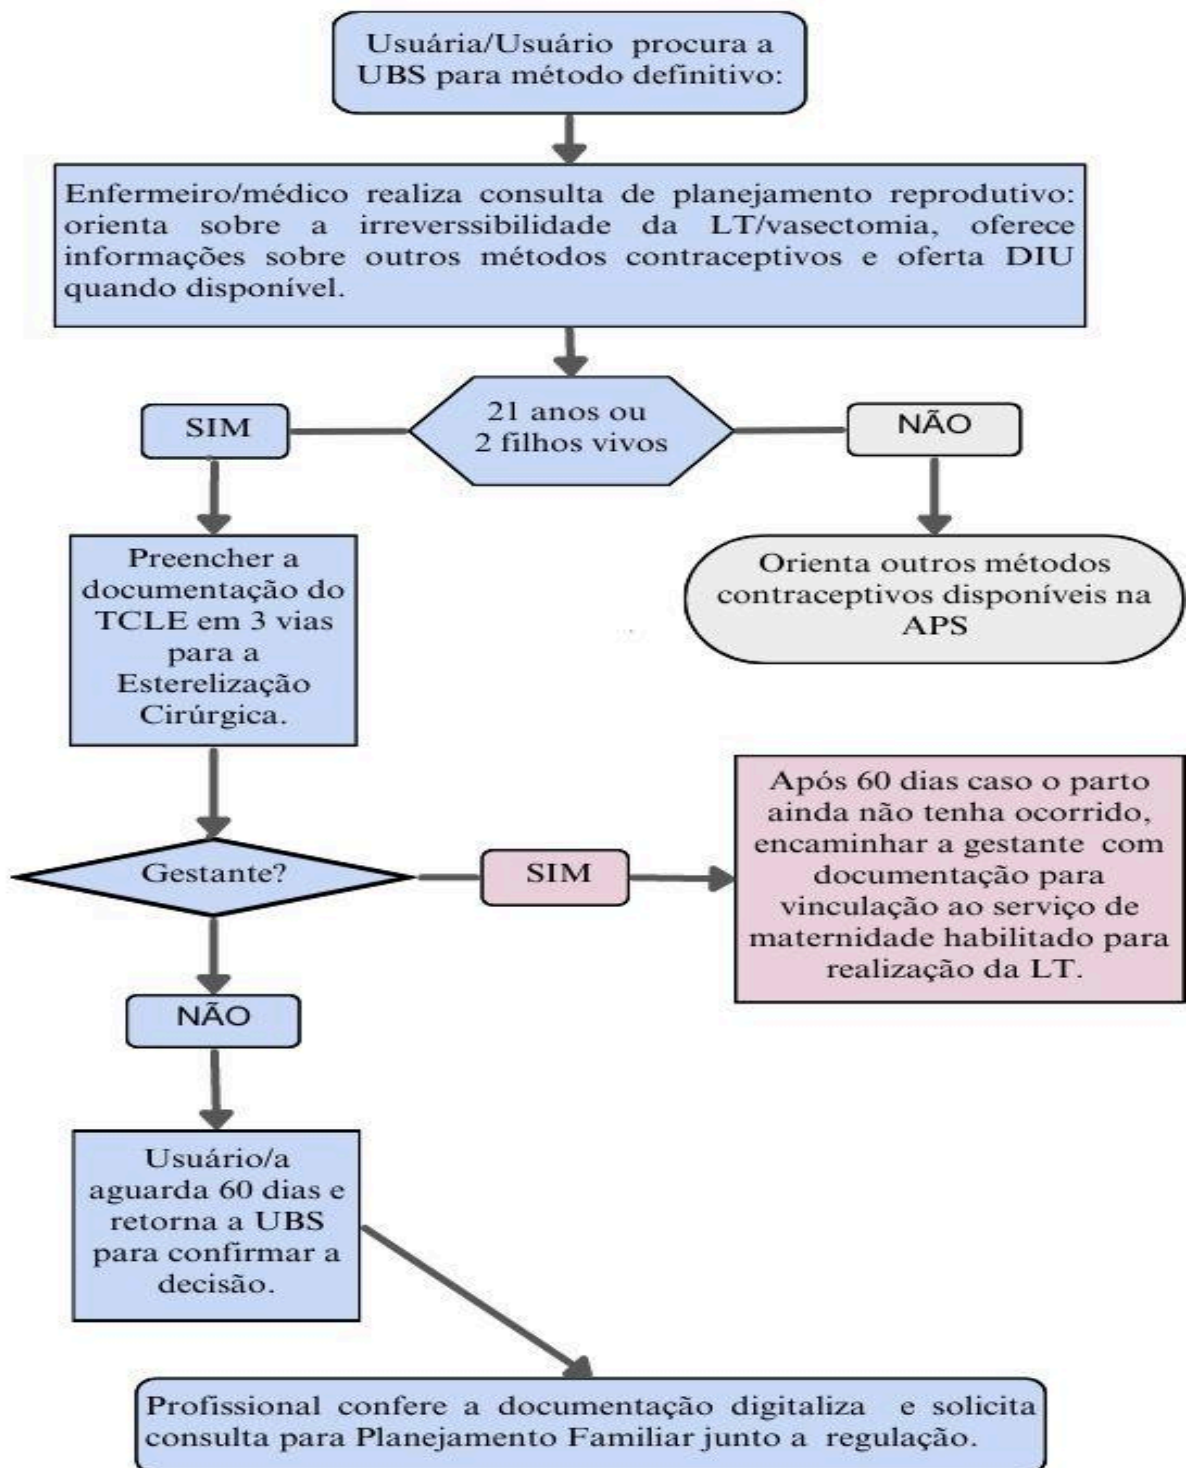 Usuária/Usuário procura a
UBS para método definitivo:
Enfermeiro/médico realiza consulta de planejamento reprodutivo:
orienta sobre a irreverssibilidade da LT/vasectomia, oferece
informações sobre outros métodos contraceptivos e oferta DIU
quando disponível.
21 anos ou
2 filhos vivos
SIM
NÃO
Preencher a
documentação do
TCLE em 3 vias
para a
Esterelização
Cirúrgica.
Orienta outros métodos
contraceptivos disponíveis na
APS
Gestante?
SIM
Após 60 dias caso o parto
ainda não tenha ocorrido,
encaminhar a gestante com
documentação para
vinculação ao serviço de
maternidade habilitado para
realização da LT.
NÃO
Usuário/a
aguarda 60 dias e
retorna a UBS
para confirmar a
decisão.
Profissional confere a documentação digitaliza e solicita
consulta para Planejamento Familiar junto a regulação.